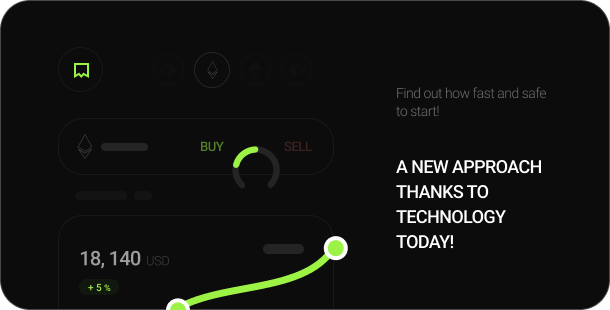 Find out how fast and safe
to start!
BUY
SELL
A NEW APPROACH
THANKS TO
TECHNOLOGY
TODAY!
18, 140 USD
+ 5 %